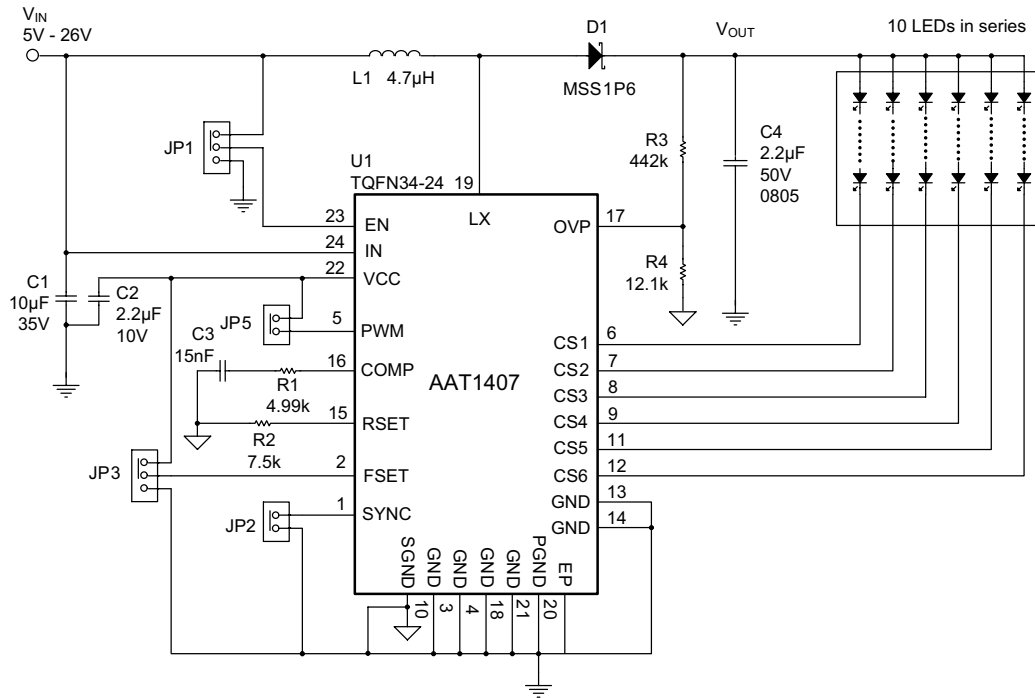 VIN
5V - 26V
D1
VOUT
10 LEDs in series
L1 4.7µH
MSS1P6
JP1
R3
442k
C4
2.2µF
50V
0805
U1
TQFN34-24
19
LX
23
EN
OVP
17
24
IN
22
VCC
R4
12.1k
C1
10µF
35V
C2
2.2µF
10V
JP5
5
PWM
C3
15nF
16
COMP
R1
4.99k
AAT1407
CS1
6
CS2
7
CS3
8
CS4
9
CS5
11
CS6
12
15
RSET
R2
7.5k
JP3
2
FSET
GND
13
GND
14
JP2
1
SYNC
SGND
GND
GND
GND
GND
PGND
EP
10
3
4
18
21
20